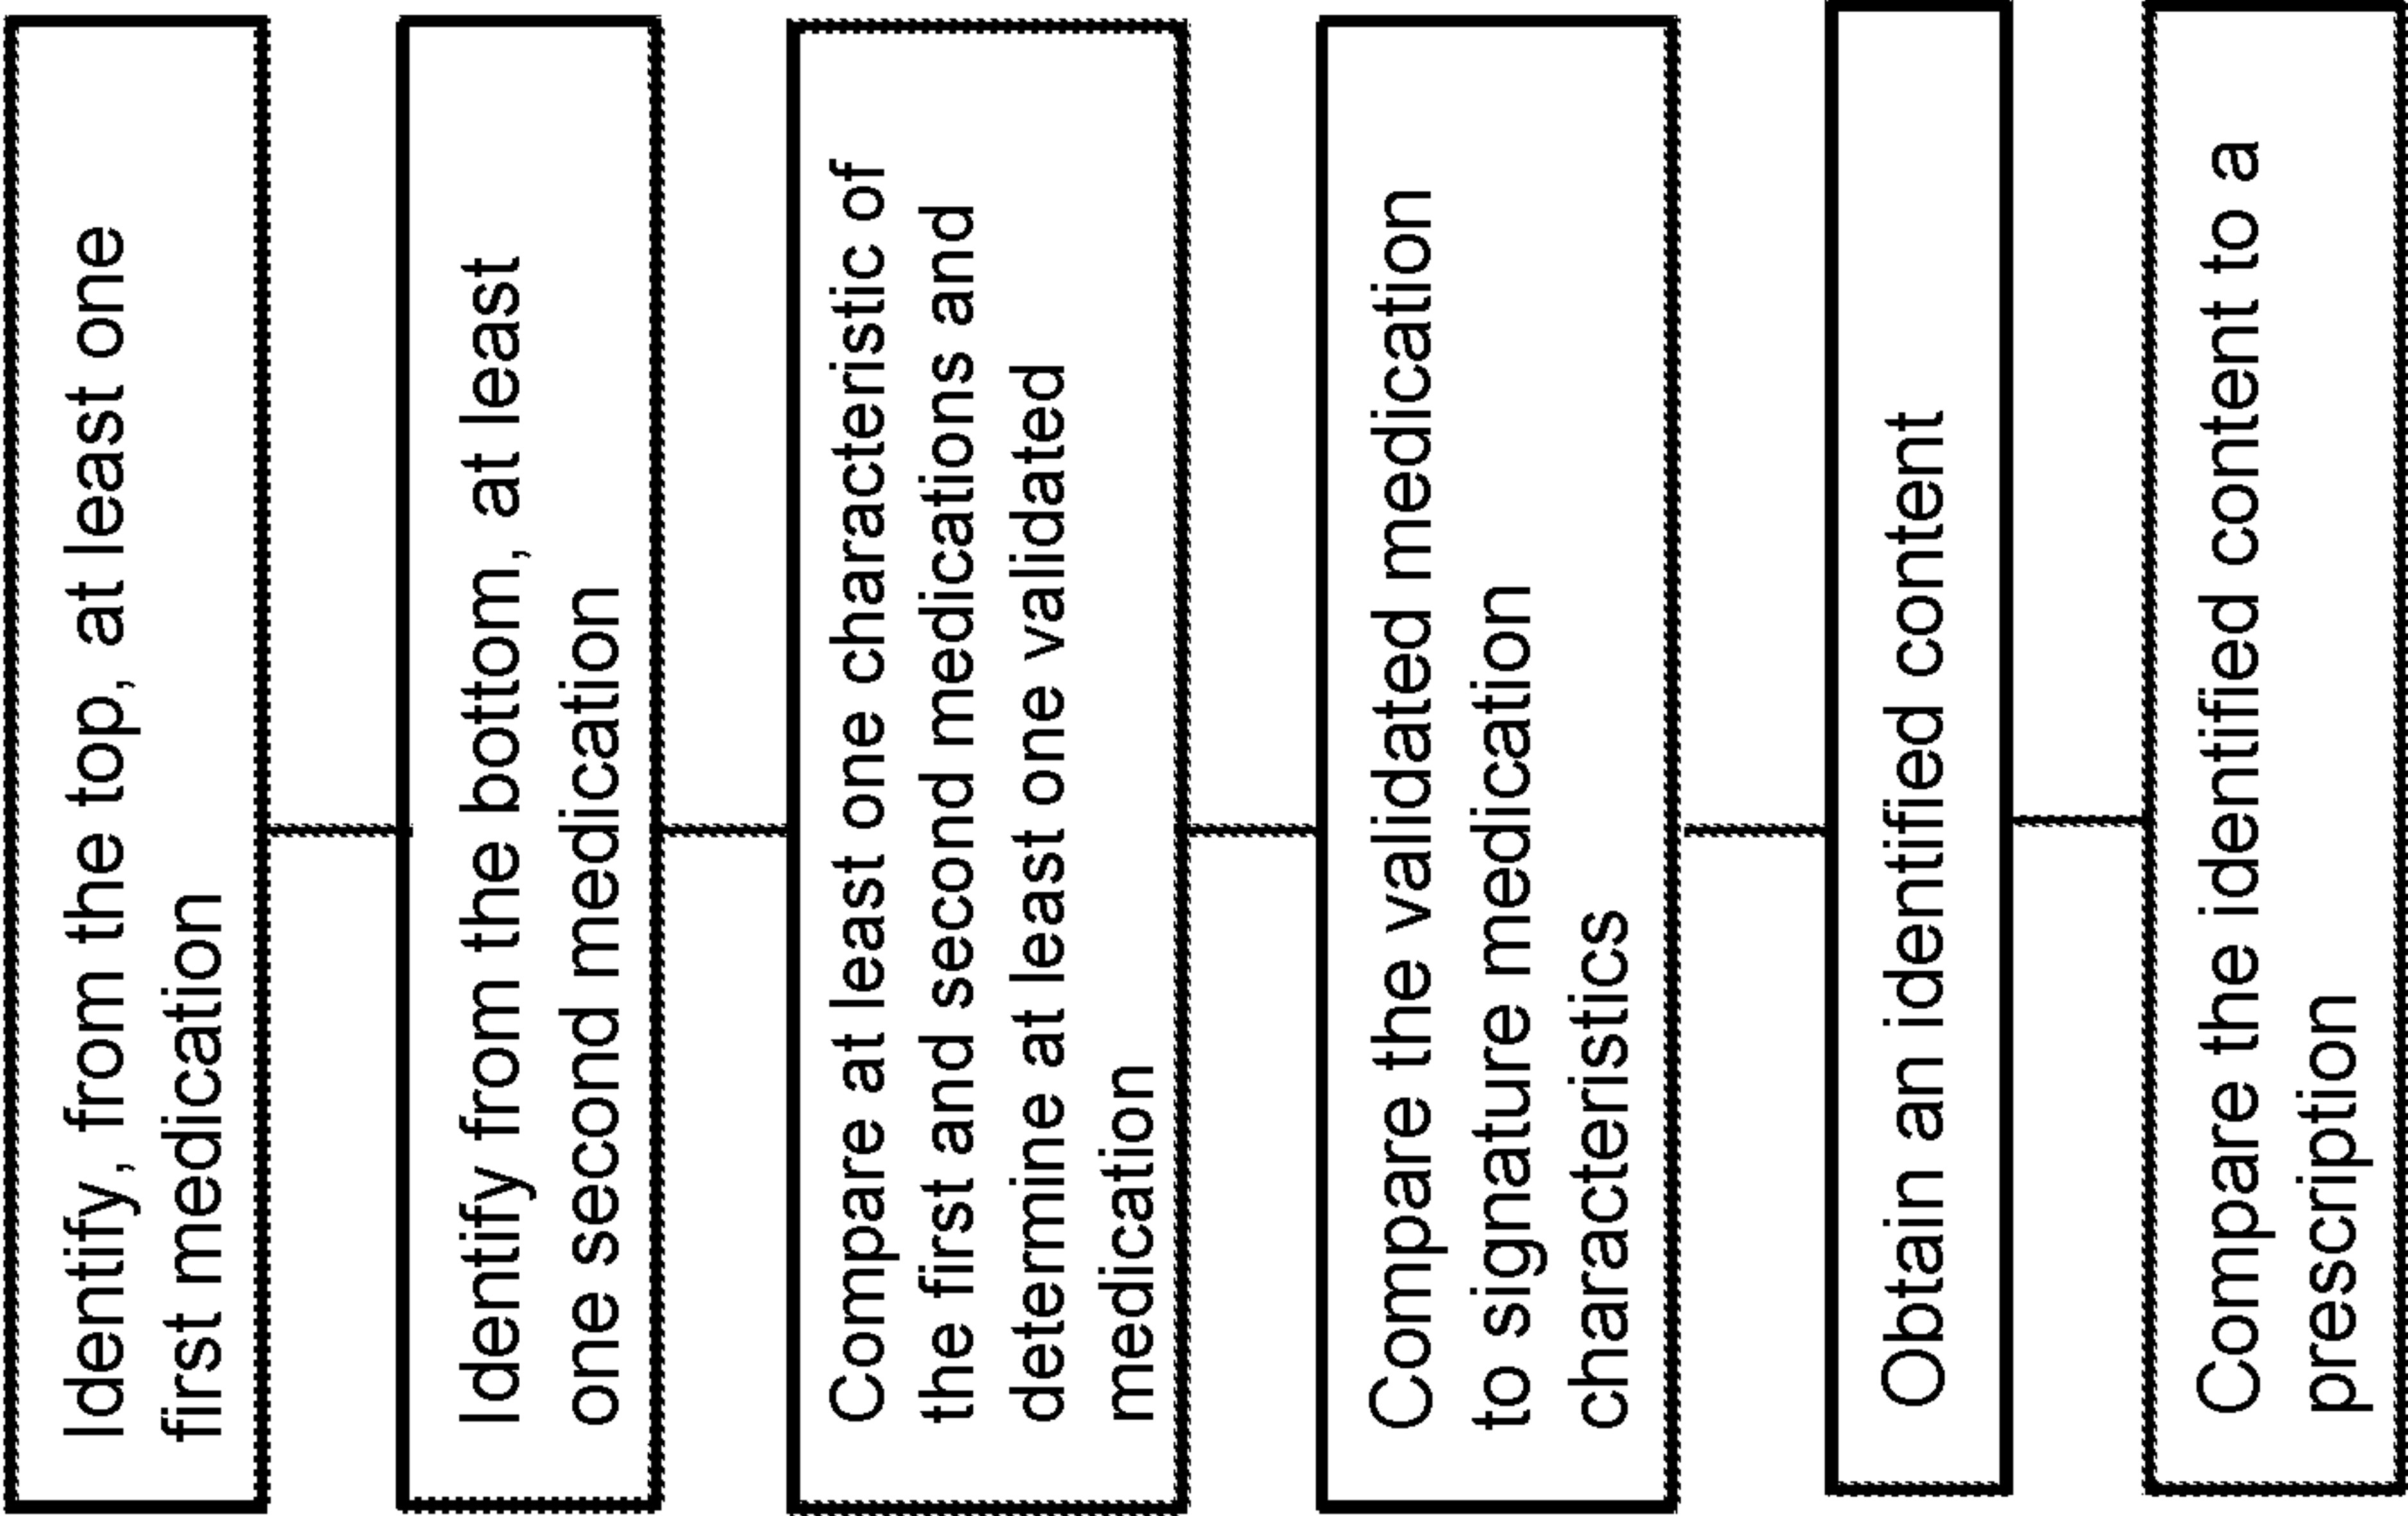 Identify, from the top, at least one
first medication
Identify from the bottom, at least
one second medication
Compare at least one characteristic of
the first and second medications and
determine at least one validated
medication
Compare the validated medication
to signature medication
characteristics
Obtain an identified content
Compare the identified content to a
prescription